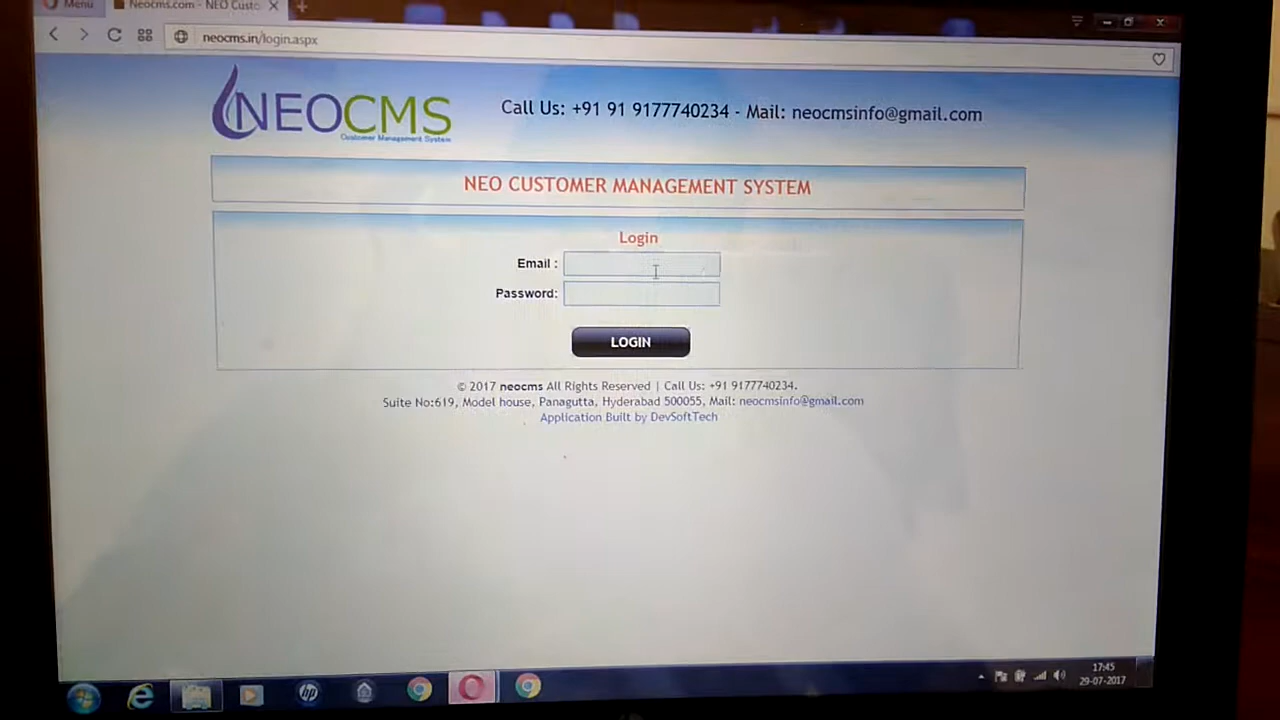 Menu
Neocms.com - NEO Custo
neocms.in/login.aspx
NEOCMS
Customer Management System
Call Us: +91 91 9177740234 - Mail: neocmsinfo@gmail.com
NEO CUSTOMER MANAGEMENT SYSTEM
Login
Email :
Password:
LOGIN
© 2017 neocms All Rights Reserved | Call Us: +91 9177740234.
Suite No:619, Model house, Panagutta, Hyderabad 500055, Mail: neocmsinfo@gmail.com
Application Built by DevSoftTech
hp
17:45
29-07-2017